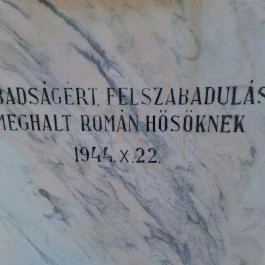 BADSÁGÉRT, FELSZABADULÁS
MEGHALT ROMÁN HŐSÖKNEK
1944.X.22.